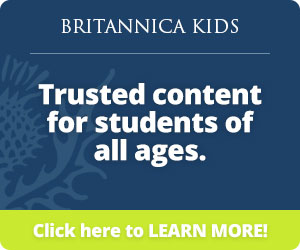 BRITANNICA KIDS
Trusted content
for students of
all ages.
Click here to LEARN MORE!